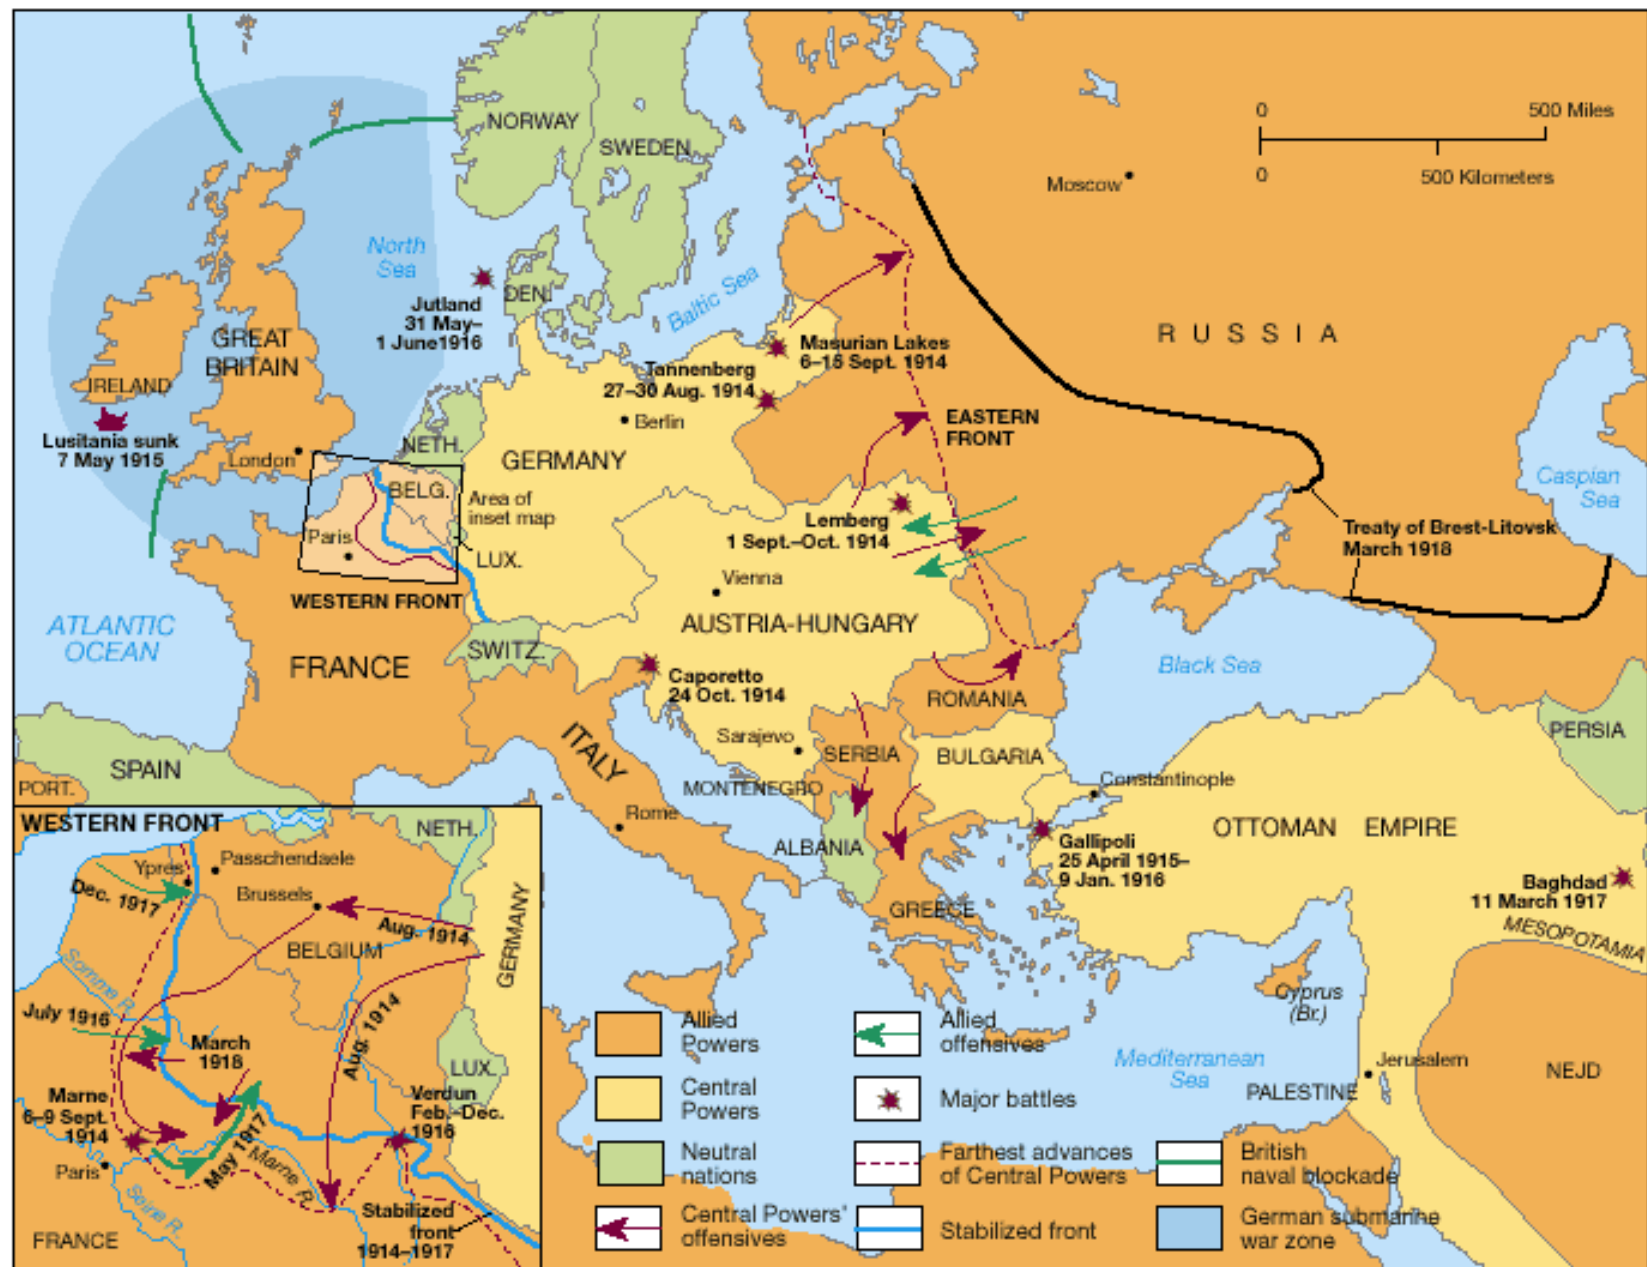 NORWAY
SWEDEN
0
500 Miles
0
500 Kilometers
Moscow
North
Sea
Baltic Sea
DEN.
Jutland
31 May–
1 June1916
RUSSIA
GREAT
BRITAIN
IRELAND
Masurian Lakes
6–15 Sept. 1914
Tannenberg
27–30 Aug. 1914
Berlin
EASTERN
FRONT
Lusitania sunk
7 May 1915
London
NETH.
GERMANY
BELG.
Area of
inset map
Paris
LUX.
WESTERN FRONT
Caspian
Sea
Lemberg
1 Sept.–Oct. 1914
Treaty of Brest-Litovsk
March 1918
Vienna
ATLANTIC
OCEAN
AUSTRIA-HUNGARY
SWITZ.
FRANCE
Black Sea
Caporetto
24 Oct. 1914
ROMANIA
ITALY
Sarajevo
SERBIA
BULGARIA
PERSIA
SPAIN
PORT.
MONTENEGRO
Constantinople
Rome
OTTOMAN EMPIRE
ALBANIA
Gallipoli
25 April 1915–
9 Jan. 1916
Baghdad
11 March 1917
MESOPOTAMIA
GREECE
Cyprus
(Br.)
Mediterranean
Sea
Jerusalem
PALESTINE
NEJD
WESTERN FRONT
NETH.
Ypres
Passchendaele
Dec. 1917
Brussels
Aug. 1914
BELGIUM
GERMANY
Somme R.
July 1916
March
1918
Aug. 1914
LUX.
Marne
6–9 Sept.
1914
Verdun
Feb.–Dec.
1916
May 1917
Marne R.
Paris
Seine R.
Stabilized
front
1914–1917
FRANCE
Allied
Powers
Central
Powers
Neutral
nations
Central Powers'
offensives
Allied
offensives
Major battles
Farthest advances
of Central Powers
Stabilized front
British
naval blockade
German submarine
war zone